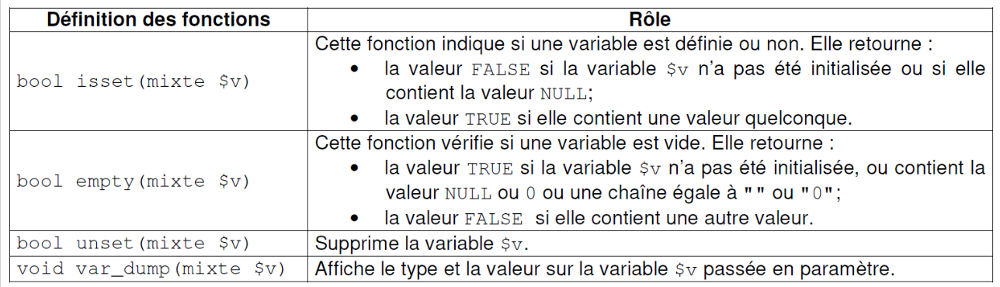 Définition des fonctions
Rôle
bool isset(mixte $v)
Cette fonction indique si une variable est définie ou non. Elle retourne :
• la valeur FALSE si la variable $v n'a pas été initialisée ou si elle
contient la valeur NULL;
• la valeur TRUE si elle contient une valeur quelconque.
bool empty(mixte $v)
Cette fonction vérifie si une variable est vide. Elle retourne :
• la valeur TRUE si la variable $v n'a pas été initialisée, ou contient la
valeur NULL ou 0 ou une chaîne égale à "" ou "0";
• la valeur FALSE si elle contient une autre valeur.
bool unset(mixte $v)
Supprime la variable $v.
void var_dump(mixte $v)
Affiche le type et la valeur sur la variable $v passée en paramètre.